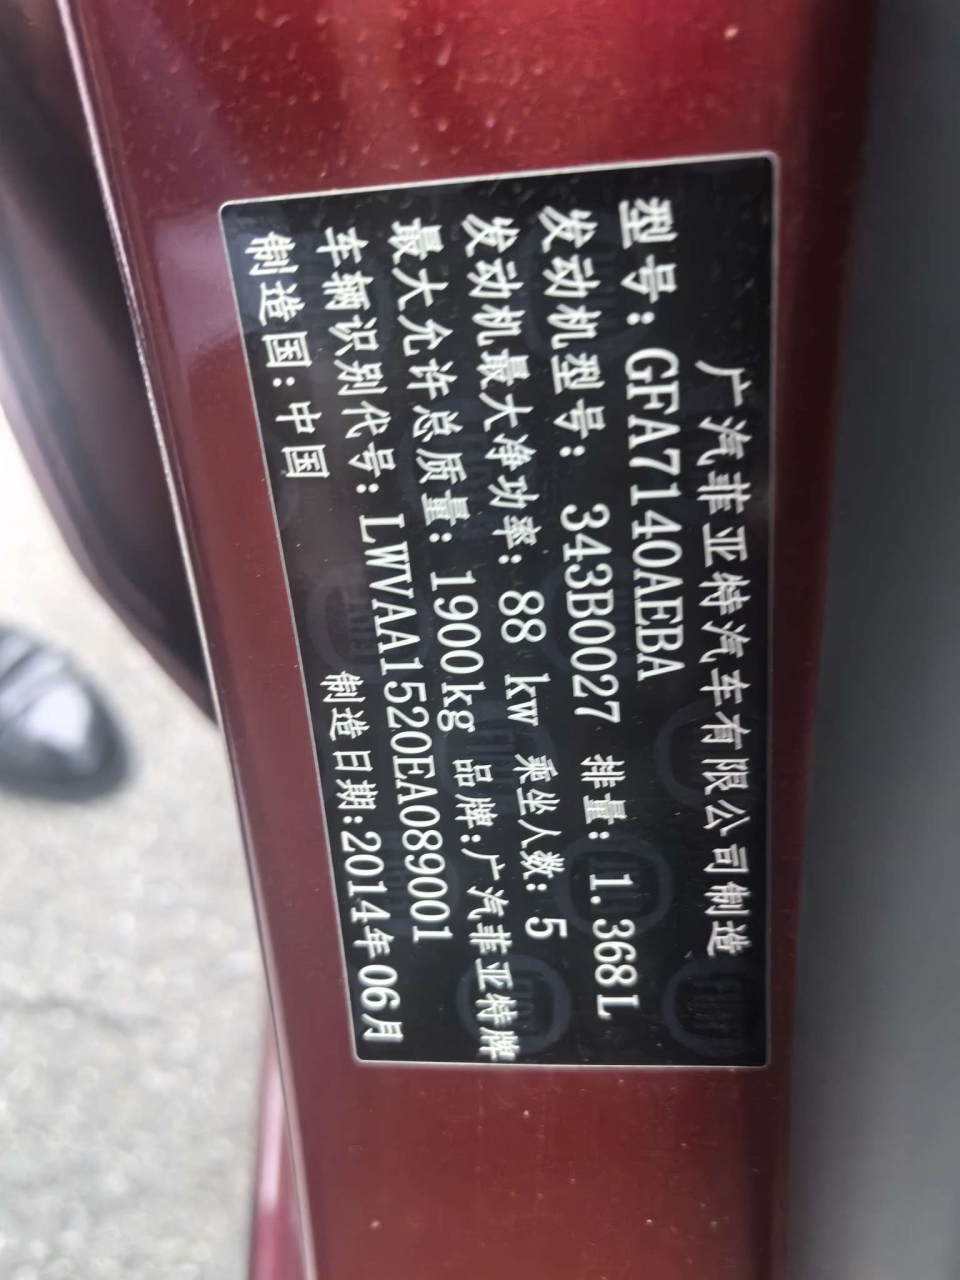 广汽菲亚特汽车有限公司制造
型号: GFA7140AEBA
发动机型号: 343B0027 排量: 1.368L
发动机最大净功率: 88 kw 乘坐人数: 5
最大允许总质量: 1900kg 品牌:广汽菲亚特牌
车辆识别代号: LWVAA1520EA089001
制造国: 中国 制造日期:2014年06月